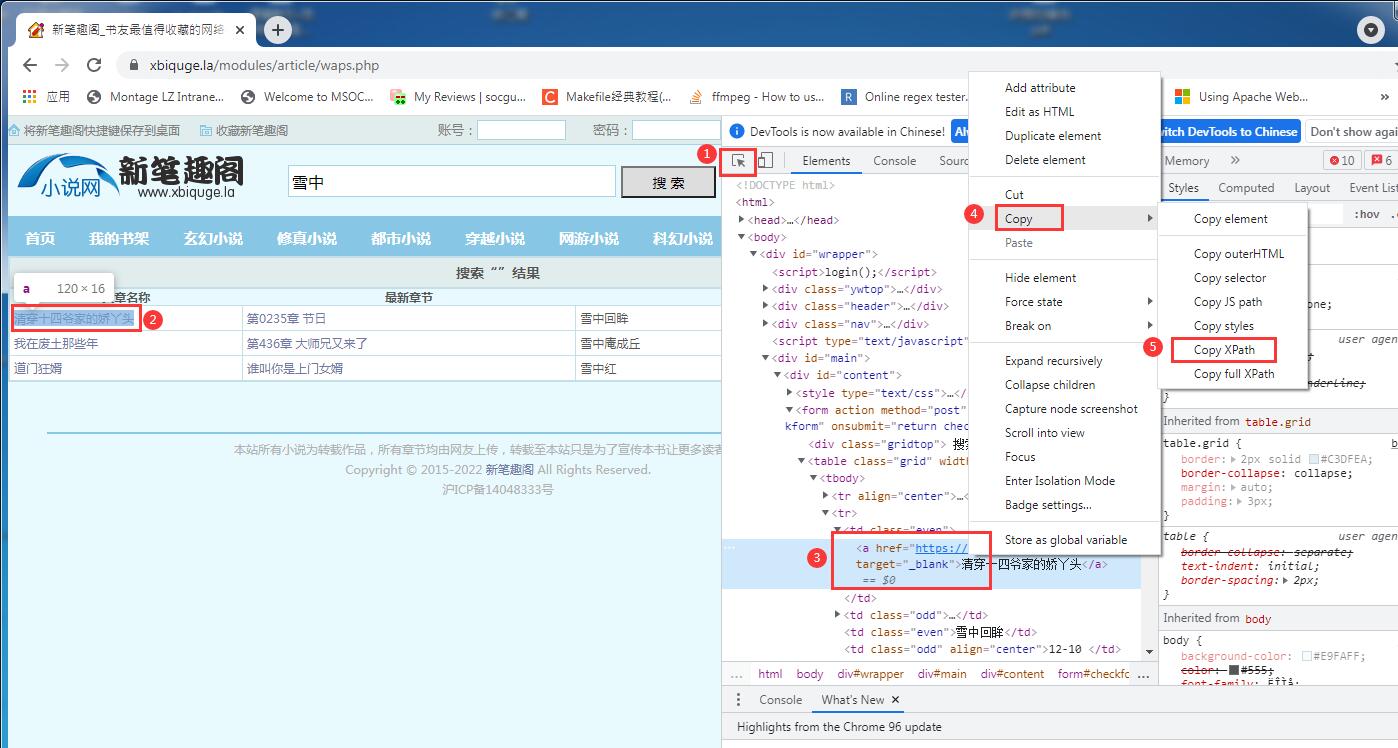 新笔趣阁_书友最值得收藏的网络
xbiquge.la/modules/article/waps.php
应用
Montage LZ Intrane...
Welcome to MSOC...
My Reviews | socgu...
Makefile经典教程(...
ffmpeg - How to us...
Online regex tester.
Using Apache Web...
»
将新笔趣阁快捷键保存到桌面
收藏新笔趣阁
账号：
密码：
小说网
新笔趣阁
www.xbiquge.la
雪中
搜 索
首页
我的书架
玄幻小说
修真小说
都市小说
穿越小说
网游小说
科幻小说
搜索“”结果
a 120 × 16
章名称
最新章节
清穿十四爷家的娇丫头
2
第0235章 节日
雪中回眸
我在废土那些年
第436章 大师兄又来了
雪中庵成丘
道门狂婿
谁叫你是上门女婿
雪中红
本站所有小说为转载作品，所有章节均由网友上传，转载至本站只是为了宣传本书让更多读者
Copyright © 2015-2022 新笔趣阁 All Rights Reserved.
沪ICP备14048333号
DevTools is now available in Chinese!
witch DevTools to Chinese
Don't show again
1
Elements
Console
Memory
»
10
6
<!DOCTYPE html>
<html>
<head>…</head>
<body>
<div id="wrapper">
<script>login();</script>
<div class="ywtop">…</div>
<div class="header">…</div>
<div class="nav">…</div>
<script type="text/javascript"
<div id="main">
<div id="content">
<style type="text/css">…</
<form action method="post"
kform" onsubmit="return chec
<div class="gridtop"> 搜
<table class="grid" widt
<tbody>
<tr align="center">…<
<tr>
<td class="even">
3
<a href="https://
target="_blank">清穿十四爷家的娇丫头</a>
== $0
</td>
<td class="odd">…</td>
<td class="even">雪中回眸</td>
<td class="odd" align="center">12-10 </td>
...
html
body
div#wrapper
div#main
div#content
form#checkfo
...
Console
What's New
Highlights from the Chrome 96 update
Add attribute
Edit as HTML
Duplicate element
Delete element
Cut
4
Copy
Paste
Hide element
Force state
Break on
Expand recursively
Collapse children
Capture node screenshot
Scroll into view
Focus
Enter Isolation Mode
Badge settings...
Store as global variable
Copy element
Copy outerHTML
Copy selector
Copy JS path
Copy styles
5
Copy XPath
Copy full XPath
Styles
Computed
Layout
Event List
:hov
one;
user agen
derline;
}
Inherited from table.grid
table.grid {
border: 2px solid #C3DFEA;
border-collapse: collapse;
margin: auto;
padding: 3px;
}
table {
user agen
border-collapse: separate;
text-indent: initial;
border-spacing: 2px;
}
Inherited from body
body {
background-color: #E9FAFF;
color: #555;